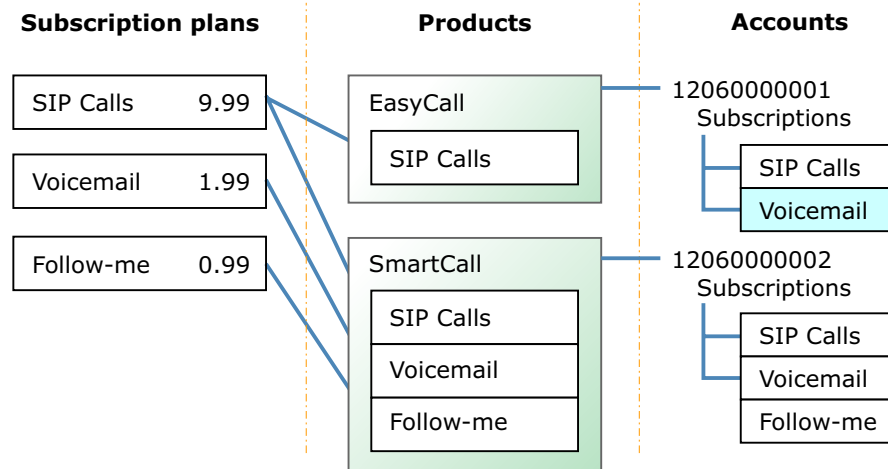 Subscription plans
Products
Accounts
SIP Calls 9.99
Voicemail 1.99
Follow-me 0.99
EasyCall
SIP Calls
SmartCall
SIP Calls
Voicemail
Follow-me
12060000001
Subscriptions
SIP Calls
Voicemail
12060000002
Subscriptions
SIP Calls
Voicemail
Follow-me